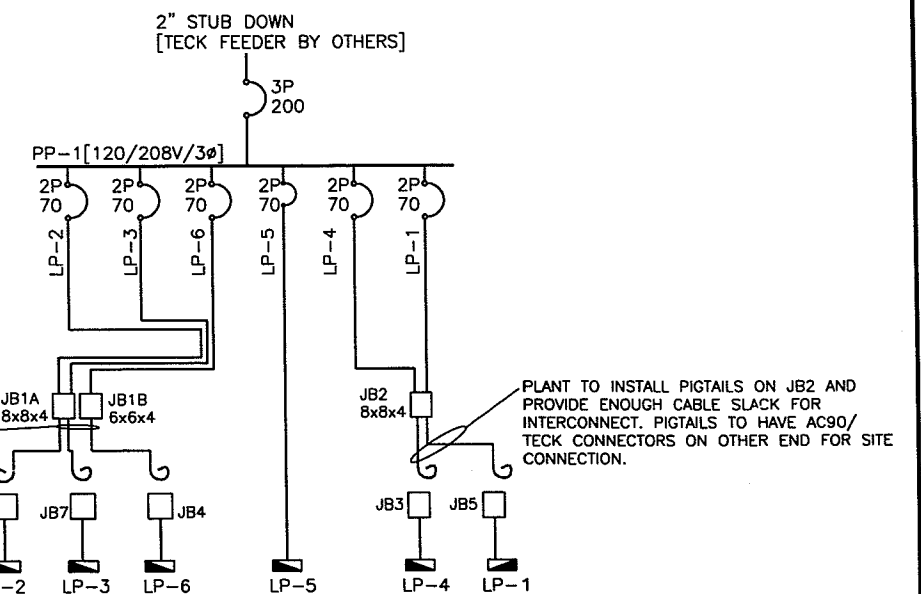 2" STUB DOWN
[TECK FEEDER BY OTHERS]
3P
200
PP-1[120/208V/3ø]
2P 2P 2P 2P 2P 2P
70 70 70 70 70 70
LP-2 LP-3 LP-6 LP-5 LP-4 LP-1
JB1A
8x8x4
JB1B
6x6x4
JB2
8x8x4
PLANT TO INSTALL PIGTAILS ON JB2 AND
PROVIDE ENOUGH CABLE SLACK FOR
INTERCONNECT. PIGTAILS TO HAVE AC90/
TECK CONNECTORS ON OTHER END FOR SITE
CONNECTION.
JB7 JB4 JB3 JB5
-2 LP-3 LP-6 LP-5 LP-4 LP-1